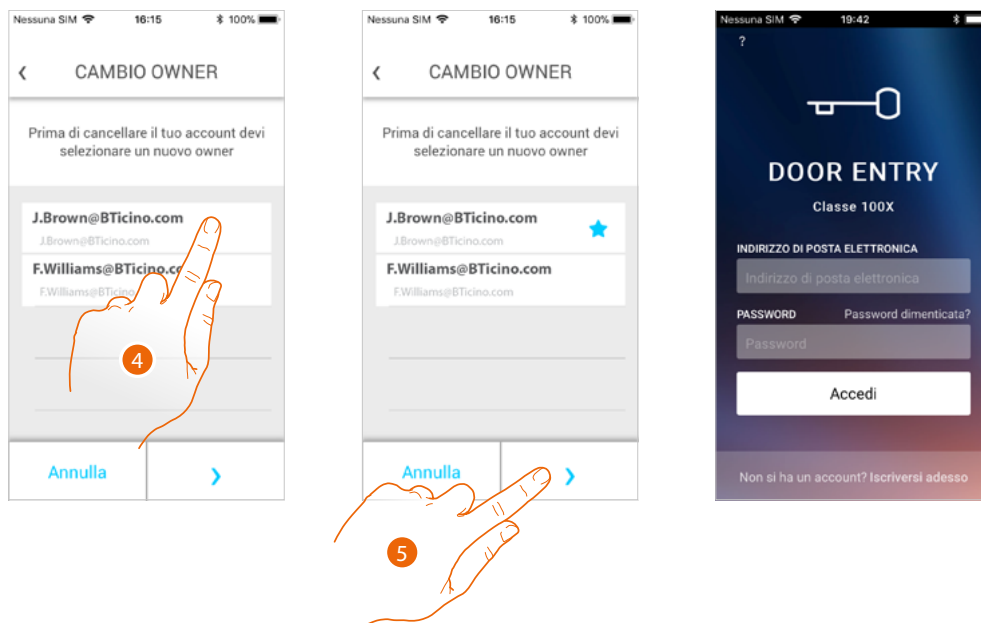 Nessuna SIM 16:15 100%
CAMBIO OWNER
Prima di cancellare il tuo account devi
selezionare un nuovo owner
J.Brown@BTicino.com
J.Brown@BTicino.com
F.Williams@BTicino.co
F.Williams@BTicino
4
Annulla
Nessuna SIM 16:15 100%
CAMBIO OWNER
Prima di cancellare il tuo account devi
selezionare un nuovo owner
J.Brown@BTicino.com
J.Brown@BTicino.com
F.Williams@BTicino.com
F.Williams@BTicino.com
Annulla
5
Nessuna SIM 19:42
?
DOOR ENTRY
Classe 100X
INDIRIZZO DI POSTA ELETTRONICA
Indirizzo di posta elettronica
PASSWORD Password dimenticata?
Password
Accedi
Non si ha un account? Iscriversi adesso